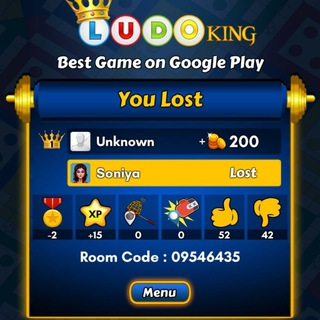 LUDO KING
Best Game on Google Play
You Lost
Unknown + 200
Soniya Lost
XP
-2 +15 0 0 52 42
Room Code : 09546435
Menu